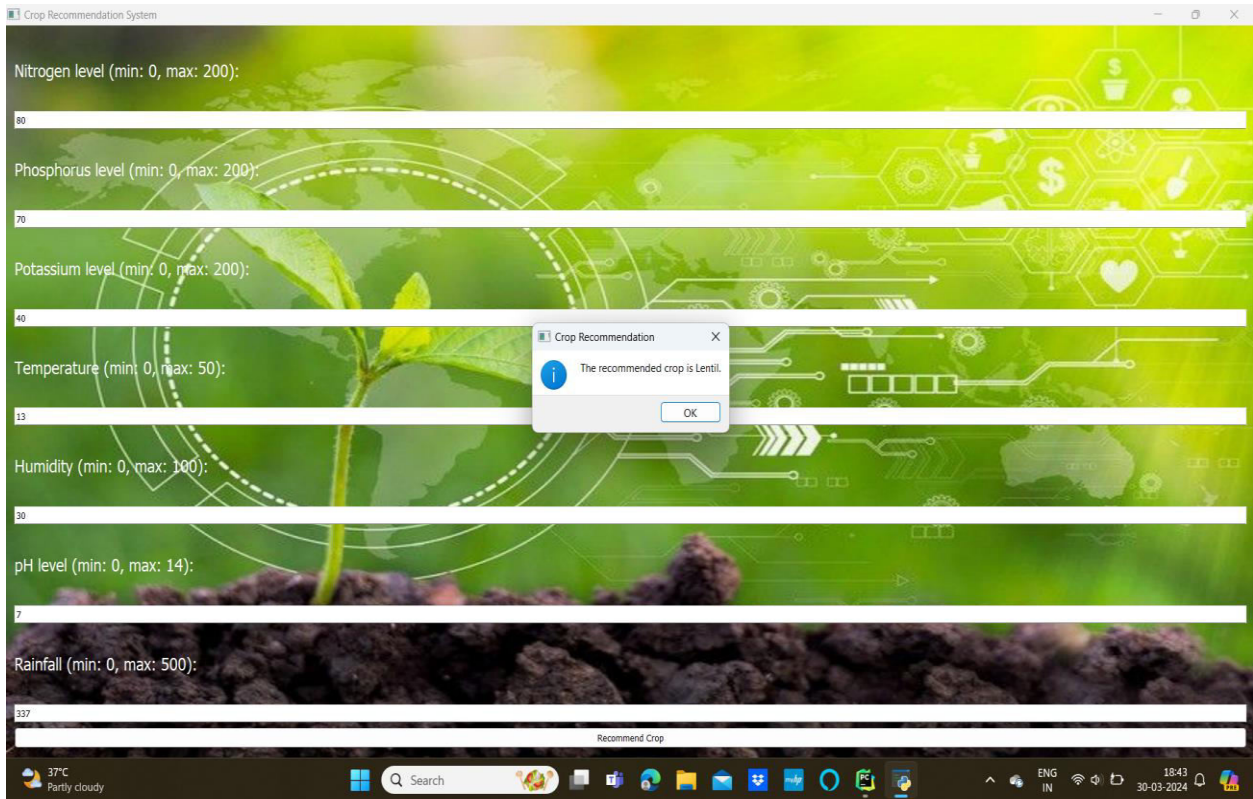 Crop Recommendation System
Nitrogen level (min: 0, max: 200):
80
Phosphorus level (min: 0, max: 200):
70
Potassium level (min: 0, max: 200):
40
Crop Recommendation
The recommended crop is Lentil.
OK
Temperature (min: 0, max: 50):
13
Humidity (min: 0, max: 100):
30
pH level (min: 0, max: 14):
7
Rainfall (min: 0, max: 500):
337
Recommend Crop
37°C
Partly cloudy
Search
ENG
IN
18:43
30-03-2024